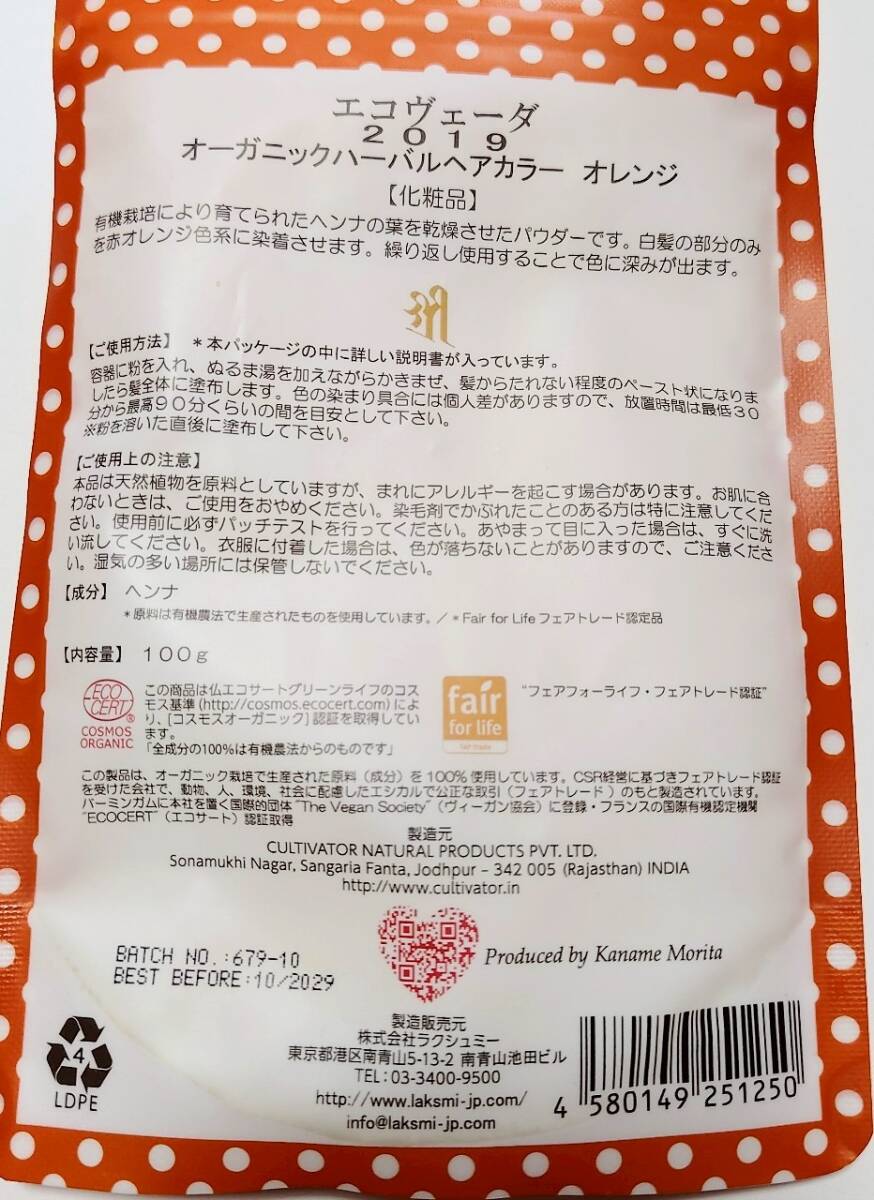 エコヴェーダ
2019
オーガニックハーバルヘアカラー オレンジ
【化粧品】
有機栽培により育てられたヘンナの葉を乾燥させたパウダーです。白髪の部分のみ
を赤オレンジ色系に染着させます。繰り返し使用することで色に深みが出ます。
【ご使用方法】 *本パッケージの中に詳しい説明書が入っています。
容器に粉を入れ、ぬるま湯を加えながらかきまぜ、髪からたれない程度のペースト状になりま
したら髪全体に塗布します。色の染まり具合には個人差がありますので、放置時間は最低30
分から最高90分くらいの間を目安として下さい。
※粉を溶いた直後に塗布して下さい。
【ご使用上の注意】
本品は天然植物を原料としていますが、まれにアレルギーを起こす場合があります。お肌に合
わないときは、ご使用をおやめください。染毛剤でかぶれたことのある方は特に注意してくだ
さい。使用前に必ずパッチテストを行ってください。あやまって目に入った場合は、すぐに洗
い流してください。衣服に付着した場合は、色が落ちないことがありますので、ご注意くださ
い。湿気の多い場所には保管しないでください。
【成分】 ヘンナ
*原料は有機農法で生産されたものを使用しています。/*Fair for Life フェアトレード認定品
【内容量】 100g
ECO
CERT
®
COSMOS
ORGANIC
この商品は仏エコサートグリーンライフのコス
モス基準(http://cosmos.ecocert.com)によ
り、[コスモスオーガニック]認証を取得してい
ます。
「全成分の100%は有機農法からのものです」
fair
for life
fair trade
"フェアフォーライフ・フェアトレード認証"
この製品は、オーガニック栽培で生産された原料(成分)を100%使用しています。CSR経営に基づきフェアトレード認証
を受けた会社で、動物、人、環境、社会に配慮したエシカルで公正な取引(フェアトレード)のもと製造されています。
バーミンガムに本社を置く国際的団体"The Vegan Society"(ヴィーガン協会)に登録・フランスの国際有機認定機関
"ECOCERT"(エコサート)認証取得
製造元
CULTIVATOR NATURAL PRODUCTS PVT. LTD.
Sonamukhi Nagar, Sangaria Fanta, Jodhpur - 342 005 (Rajasthan) INDIA
http://www.cultivator.in
BATCH NO.:679-10
BEST BEFORE:10/2029
Produced by Kaname Morita
製造販売元
株式会社ラクシュミー
東京都港区南青山5-13-2 南青山池田ビル
TEL:03-3400-9500
http://www.laksmi-jp.com/
info@laksmi-jp.com
4
LDPE
4 580149 251250